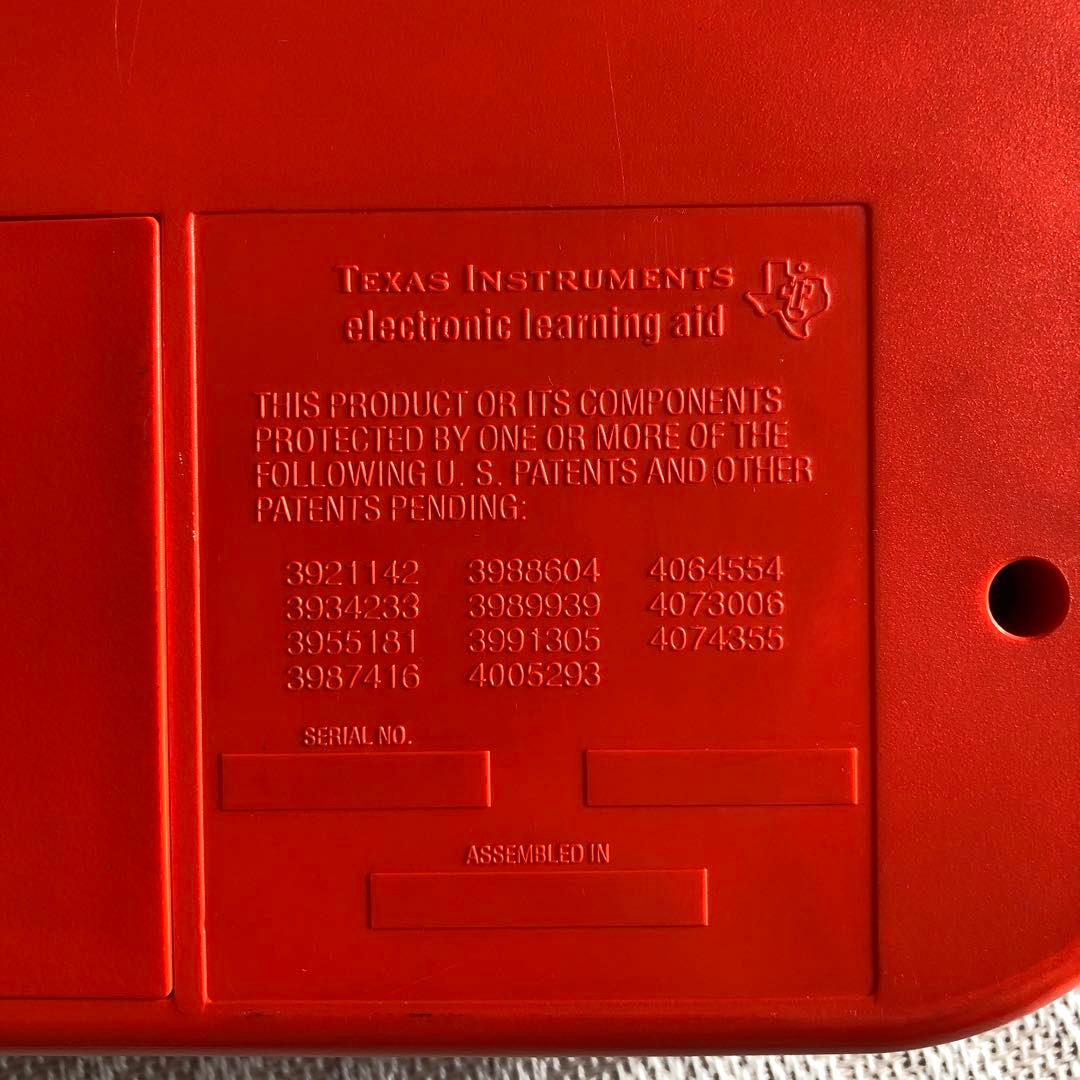 TEXAS INSTRUMENTS
electronic learning aid
THIS PRODUCT OR ITS COMPONENTS
PROTECTED BY ONE OR MORE OF THE
FOLLOWING U. S. PATENTS AND OTHER
PATENTS PENDING:
3921142 3988604 4064554
3934233 3989939 4073006
3955181 3991305 4074355
3987416 4005293
SERIAL NO.
ASSEMBLED IN